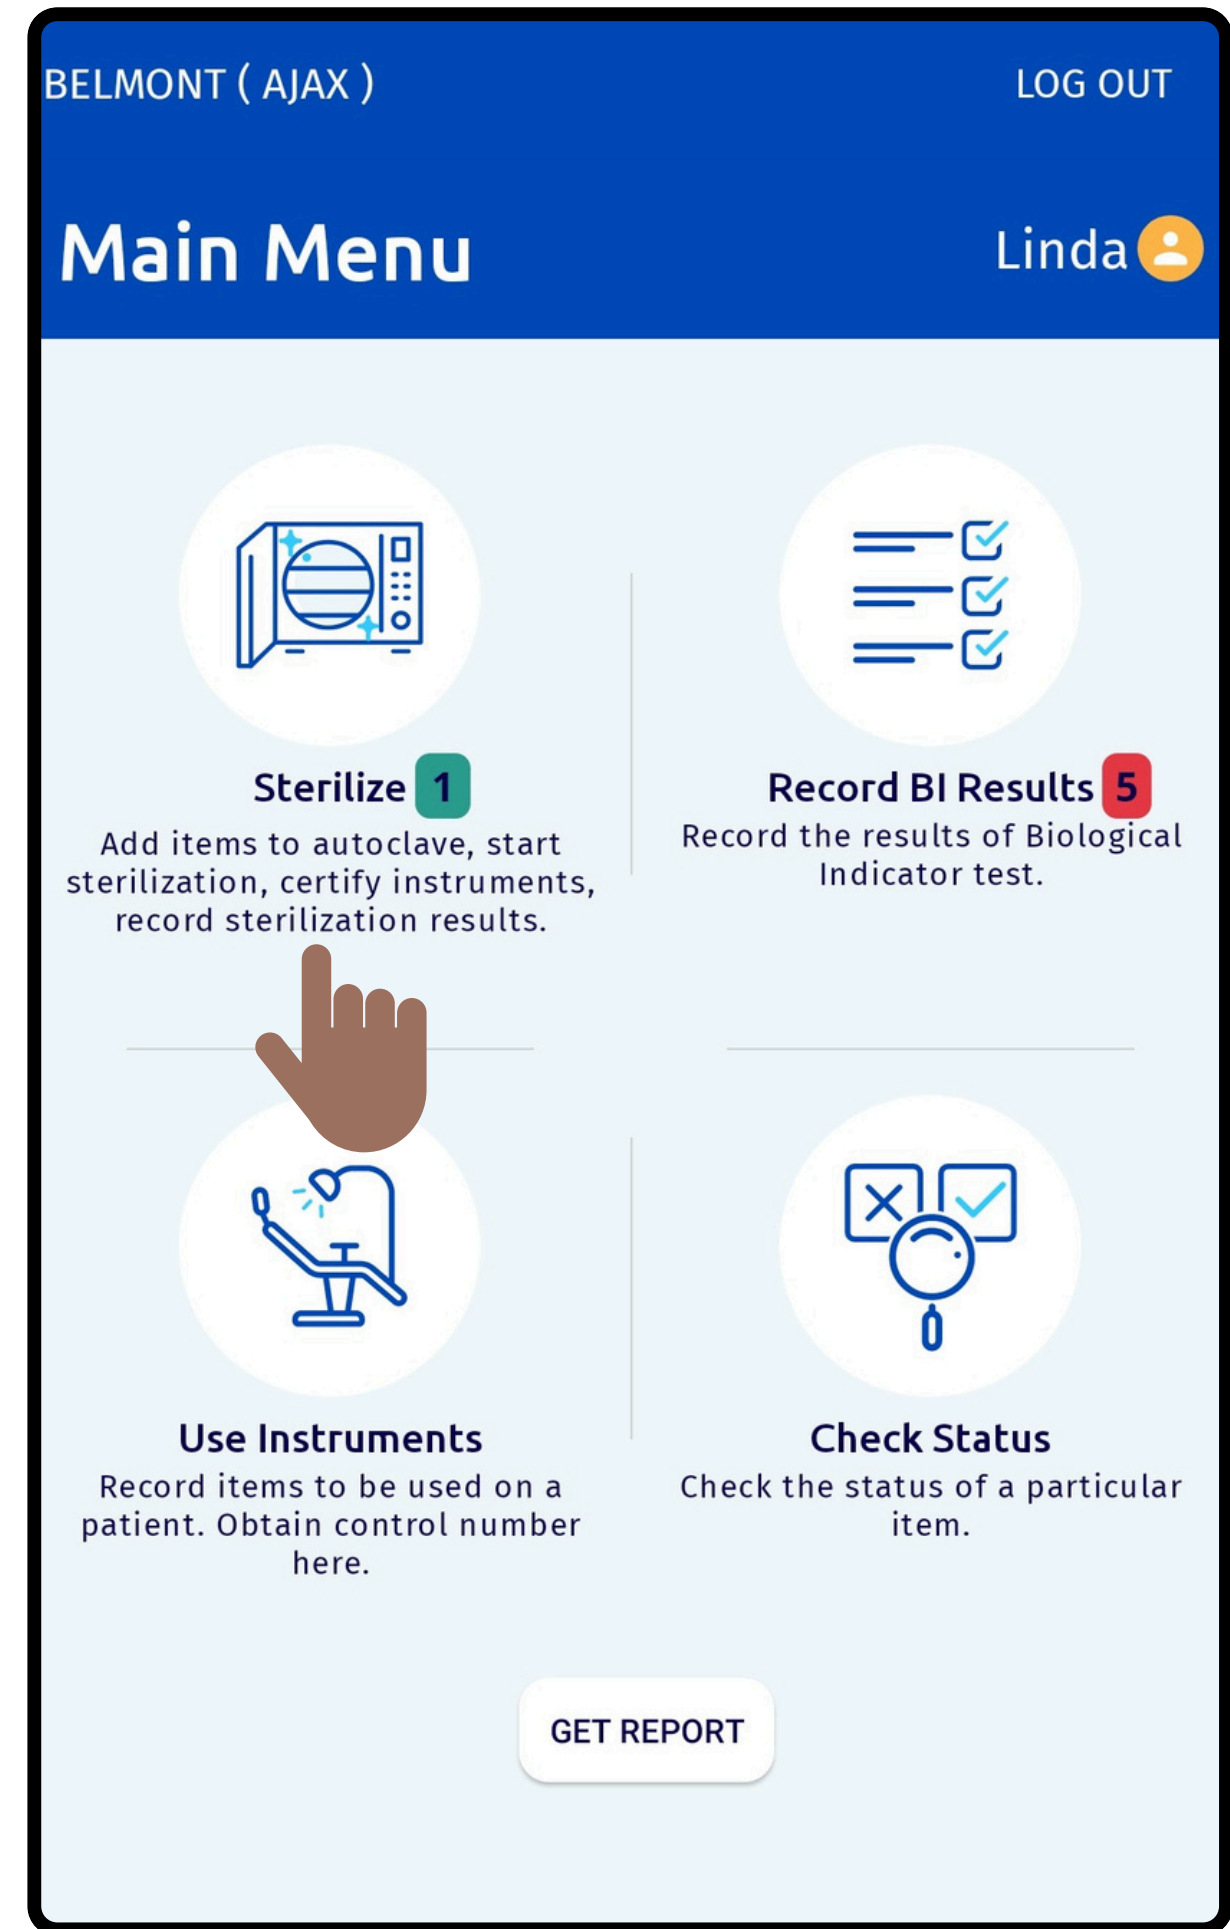 BELMONT ( AJAX )
LOG OUT
Main Menu
Linda
Sterilize 1
Add items to autoclave, start
sterilization, certify instruments,
record sterilization results.
Record BI Results 5
Record the results of Biological
Indicator test.
Use Instruments
Record items to be used on a
patient. Obtain control number
here.
Check Status
Check the status of a particular
item.
GET REPORT